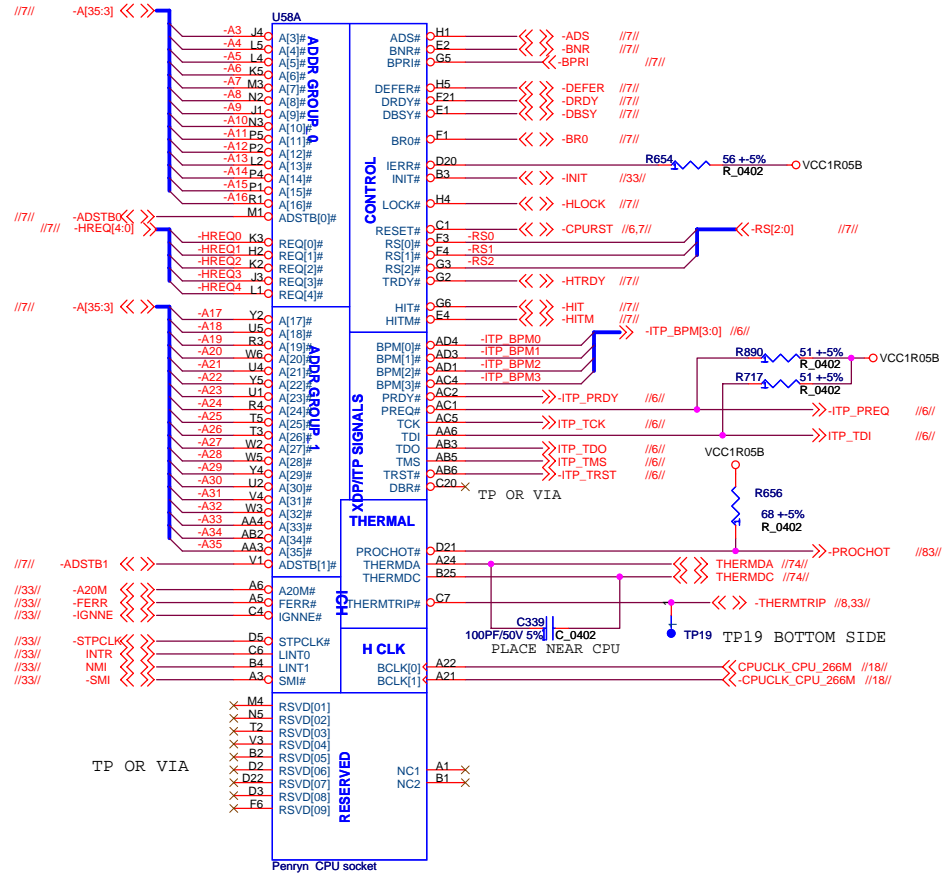 U58A
//7// -A[35:3]
-A3 J4 A[3]#
-A4 L5 A[4]#
-A5 L4 A[5]#
-A6 K5 A[6]#
-A7 M3 A[7]#
-A8 N2 A[8]#
-A9 J1 A[9]#
-A10 N3 A[10]#
-A11 P5 A[11]#
-A12 P2 A[12]#
-A13 L2 A[13]#
-A14 P4 A[14]#
-A15 P1 A[15]#
-A16 R1 A[16]#
//7// -ADSTB0 M1 ADSTB[0]#
//7// -HREQ[4:0]
-HREQ0 K3 REQ[0]#
-HREQ1 H2 REQ[1]#
-HREQ2 K2 REQ[2]#
-HREQ3 J3 REQ[3]#
-HREQ4 L1 REQ[4]#
ADDR GROUP 0
//7// -A[35:3]
-A17 Y2 A[17]#
-A18 U5 A[18]#
-A19 R3 A[19]#
-A20 W6 A[20]#
-A21 U4 A[21]#
-A22 Y5 A[22]#
-A23 U1 A[23]#
-A24 R4 A[24]#
-A25 T5 A[25]#
-A26 T3 A[26]#
-A27 W2 A[27]#
-A28 W5 A[28]#
-A29 Y4 A[29]#
-A30 U2 A[30]#
-A31 V4 A[31]#
-A32 W3 A[32]#
-A33 AA4 A[33]#
-A34 AB2 A[34]#
-A35 AA3 A[35]#
//7// -ADSTB1 V1 ADSTB[1]#
ADDR GROUP 1
//33// -A20M A6 A20M#
//33// -FERR A5 FERR#
//33// -IGNNE C4 IGNNE#
ICH
//33// -STPCLK D5 STPCLK#
//33// INTR C6 LINT0
//33// NMI B4 LINT1
//33// -SMI A3 SMI#
M4 RSVD[01]
N5 RSVD[02]
T2 RSVD[03]
V3 RSVD[04]
B2 RSVD[05]
D2 RSVD[06]
D22 RSVD[07]
D3 RSVD[08]
F6 RSVD[09]
TP OR VIA
RESERVED
ADS# H1 -ADS //7//
BNR# E2 -BNR //7//
BPRI# G5 -BPRI //7//
DEFER# H5 -DEFER //7//
DRDY# F21 -DRDY //7//
DBSY# E1 -DBSY //7//
BR0# F1 -BR0 //7//
IERR# D20 R654 56 +-5% R_0402 VCC1R05B
INIT# B3 -INIT //33//
LOCK# H4 -HLOCK //7//
RESET# C1 -CPURST //6,7//
RS[0]# F3 -RS0
RS[1]# F4 -RS1
RS[2]# G3 -RS2
-RS[2:0] //7//
TRDY# G2 -HTRDY //7//
HIT# G6 -HIT //7//
HITM# E4 -HITM //7//
CONTROL
BPM[0]# AD4 -ITP_BPM0
BPM[1]# AD3 -ITP_BPM1
BPM[2]# AD1 -ITP_BPM2
BPM[3]# AC4 -ITP_BPM3
-ITP_BPM[3:0] //6//
R890 51 +-5% R_0402 VCC1R05B
R717 51 +-5% R_0402
PRDY# AC2 -ITP_PRDY //6//
PREQ# AC1 -ITP_PREQ //6//
TCK AC5 ITP_TCK //6//
TDI AA6 ITP_TDI //6//
TDO AB3 ITP_TDO //6//
TMS AB5 ITP_TMS //6//
TRST# AB6 -ITP_TRST //6//
DBR# C20 TP OR VIA
XDP/ITP SIGNALS
VCC1R05B
R656
68 +-5%
R_0402
THERMAL
PROCHOT# D21 -PROCHOT //83//
THERMDA A24 THERMDA //74//
THERMDC B25 THERMDC //74//
THERMTRIP# C7 -THERMTRIP //8,33//
C339
100PF/50V 5% C_0402
PLACE NEAR CPU
TP19 TP19 BOTTOM SIDE
H CLK
BCLK[0] A22 CPUCLK_CPU_266M //18//
BCLK[1] A21 -CPUCLK_CPU_266M //18//
NC1 A1
NC2 B1
Penryn CPU socket